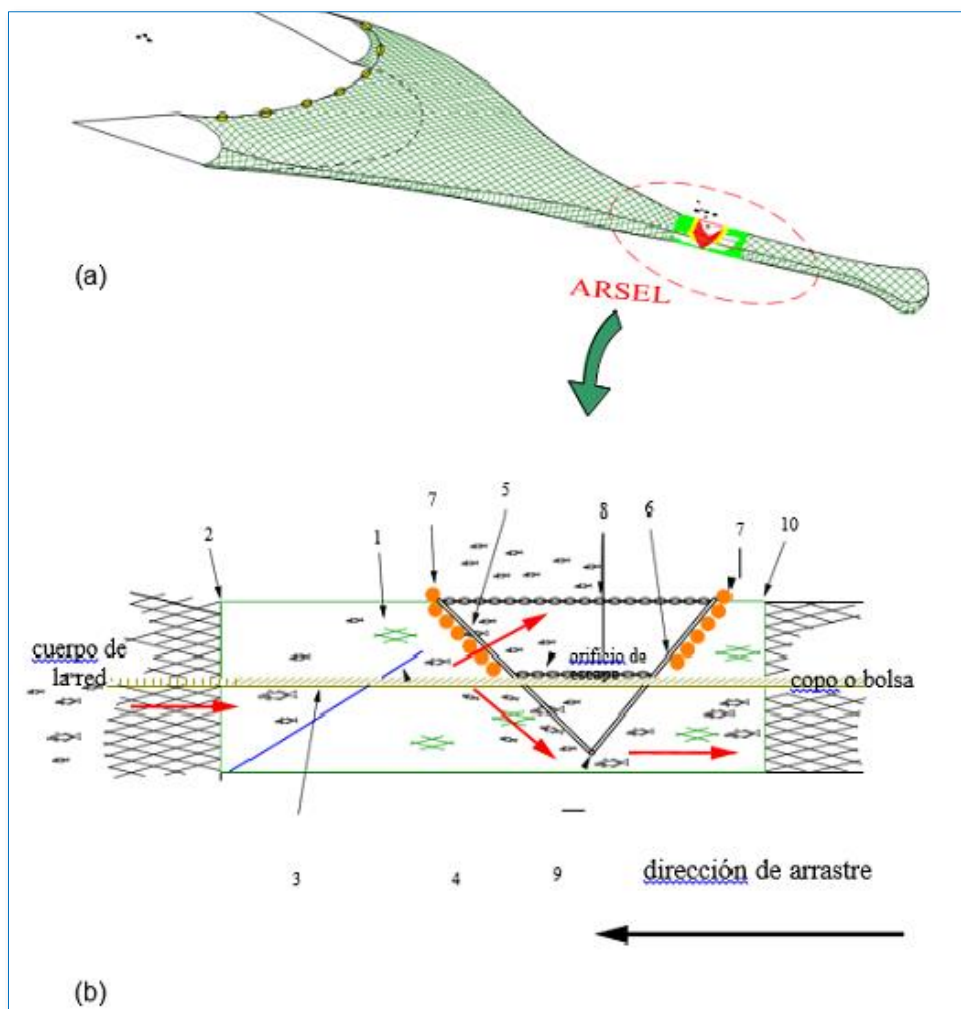 (a)
ARSEL
7 5 8 6
2 1 7 10
cuerpo de
la red
orificio de
escape
copo o bolsa
3 4 9
dirección de arrastre
(b)